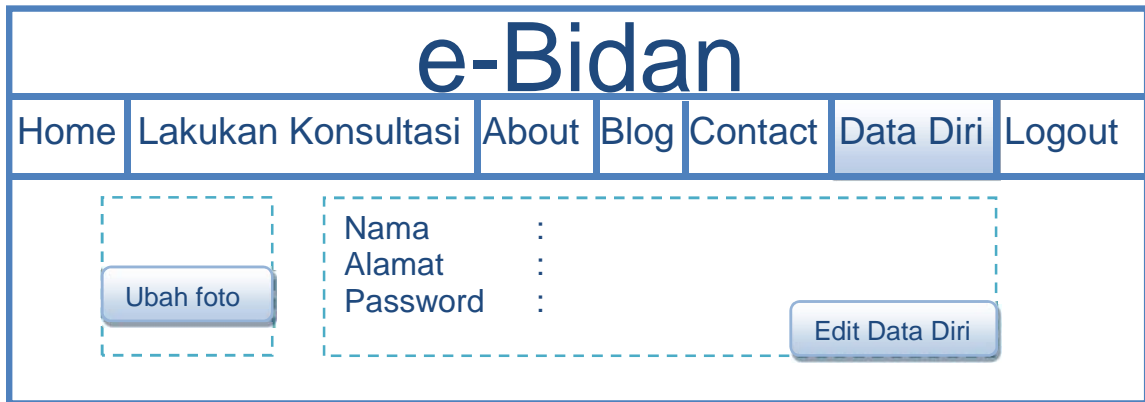 e-Bidan
Home Lakukan Konsultasi About Blog Contact Data Diri Logout
Nama :
Alamat :
Password :
Ubah foto
Edit Data Diri